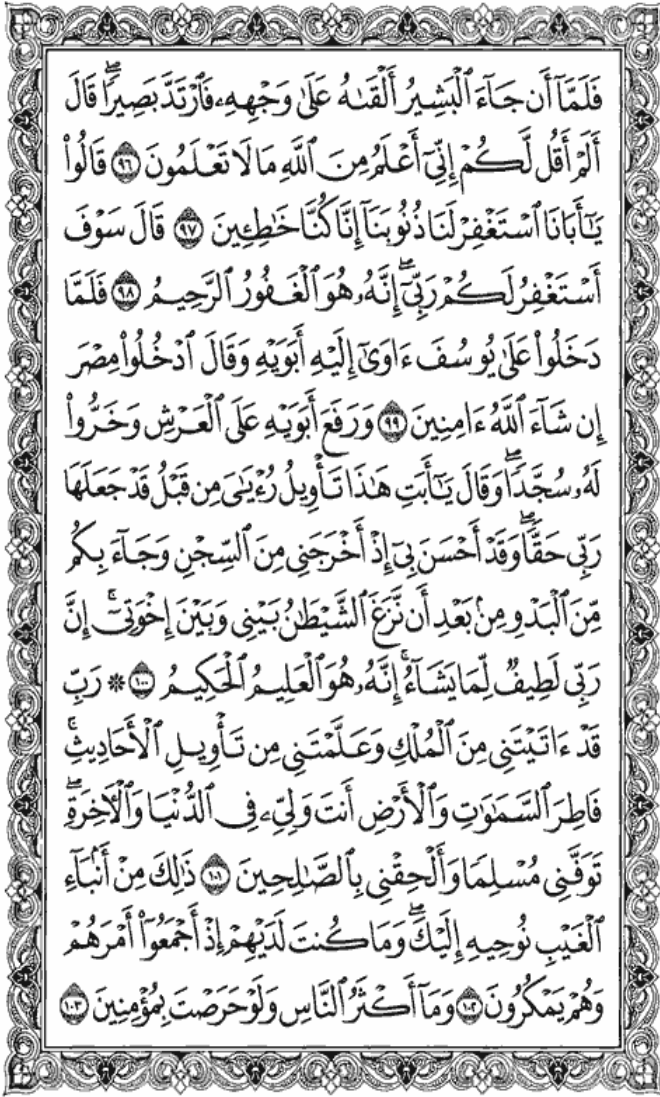 فَلَمَّآ أَن جَآءَ ٱلْبَشِيرُ أَلْقَىٰهُ عَلَىٰ وَجْهِهِۦ فَٱرْتَدَّ بَصِيرًۭا ۖ قَالَ
أَلَمْ أَقُل لَّكُمْ إِنِّىٓ أَعْلَمُ مِنَ ٱللَّهِ مَا لَا تَعْلَمُونَ ٩٦ قَالُوا۟
يَـٰٓأَبَانَا ٱسْتَغْفِرْ لَنَا ذُنُوبَنَآ إِنَّا كُنَّا خَـٰطِـِٔينَ ٩٧ قَالَ سَوْفَ
أَسْتَغْفِرُ لَكُمْ رَبِّىٓ ۖ إِنَّهُۥ هُوَ ٱلْغَفُورُ ٱلرَّحِيمُ ٩٨ فَلَمَّا
دَخَلُوا۟ عَلَىٰ يُوسُفَ ءَاوَىٰٓ إِلَيْهِ أَبَوَيْهِ وَقَالَ ٱدْخُلُوا۟ مِصْرَ
إِن شَآءَ ٱللَّهُ ءَامِنِينَ ٩٩ وَرَفَعَ أَبَوَيْهِ عَلَى ٱلْعَرْشِ وَخَرُّوا۟
لَهُۥ سُجَّدًۭا ۖ وَقَالَ يَـٰٓأَبَتِ هَـٰذَا تَأْوِيلُ رُءْيَـٰىَ مِن قَبْلُ قَدْ جَعَلَهَا
رَبِّى حَقًّۭا ۖ وَقَدْ أَحْسَنَ بِىٓ إِذْ أَخْرَجَنِى مِنَ ٱلسِّجْنِ وَجَآءَ بِكُم
مِّنَ ٱلْبَدْوِ مِنۢ بَعْدِ أَن نَّزَغَ ٱلشَّيْطَـٰنُ بَيْنِى وَبَيْنَ إِخْوَتِىٓ ۚ إِنَّ
رَبِّى لَطِيفٌۭ لِّمَا يَشَآءُ ۚ إِنَّهُۥ هُوَ ٱلْعَلِيمُ ٱلْحَكِيمُ ١٠٠ * رَبِّ
قَدْ ءَاتَيْتَنِى مِنَ ٱلْمُلْكِ وَعَلَّمْتَنِى مِن تَأْوِيلِ ٱلْأَحَادِيثِ ۚ
فَاطِرَ ٱلسَّمَـٰوَٰتِ وَٱلْأَرْضِ أَنتَ وَلِىِّۦ فِى ٱلدُّنْيَا وَٱلْـَٔاخِرَةِ ۖ
تَوَفَّنِى مُسْلِمًۭا وَأَلْحِقْنِى بِٱلصَّـٰلِحِينَ ١٠١ ذَٰلِكَ مِنْ أَنۢبَآءِ
ٱلْغَيْبِ نُوحِيهِ إِلَيْكَ ۖ وَمَا كُنتَ لَدَيْهِمْ إِذْ أَجْمَعُوٓا۟ أَمْرَهُمْ
وَهُمْ يَمْكُرُونَ ١٠٢ وَمَآ أَكْثَرُ ٱلنَّاسِ وَلَوْ حَرَصْتَ بِمُؤْمِنِينَ ١٠٣